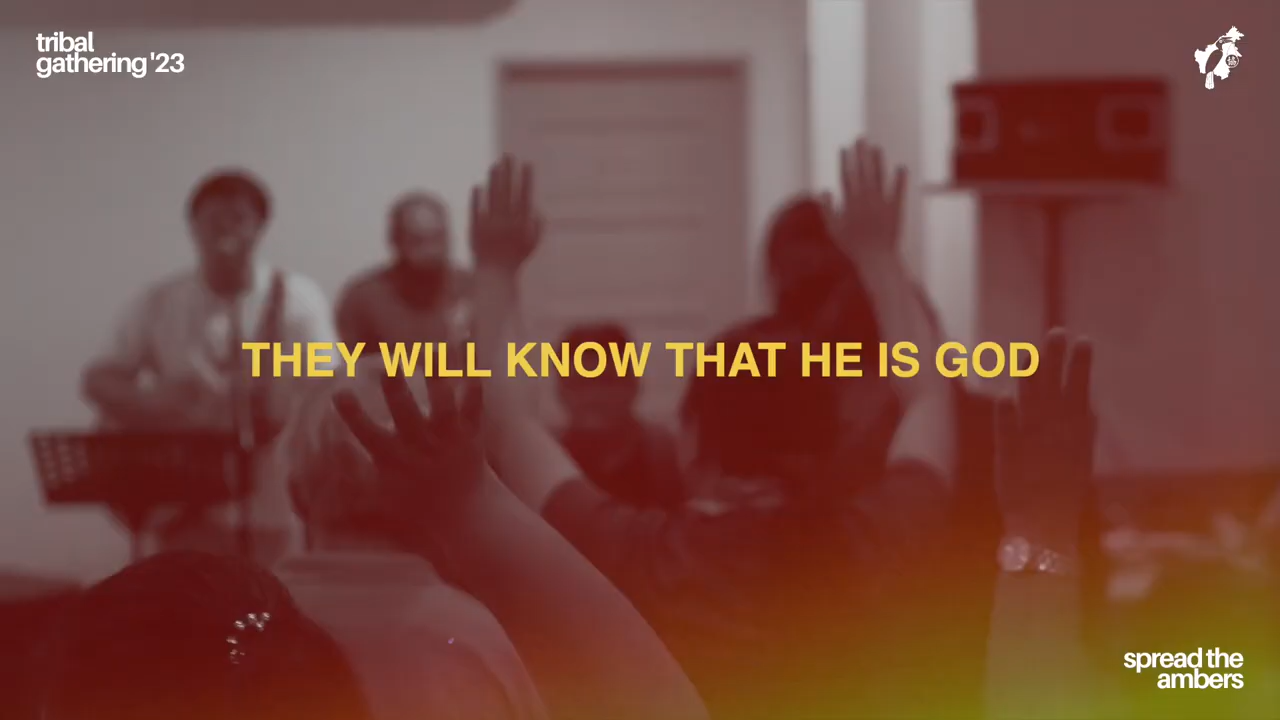 tribal
gathering '23
THEY WILL KNOW THAT HE IS GOD
spread the
ambers